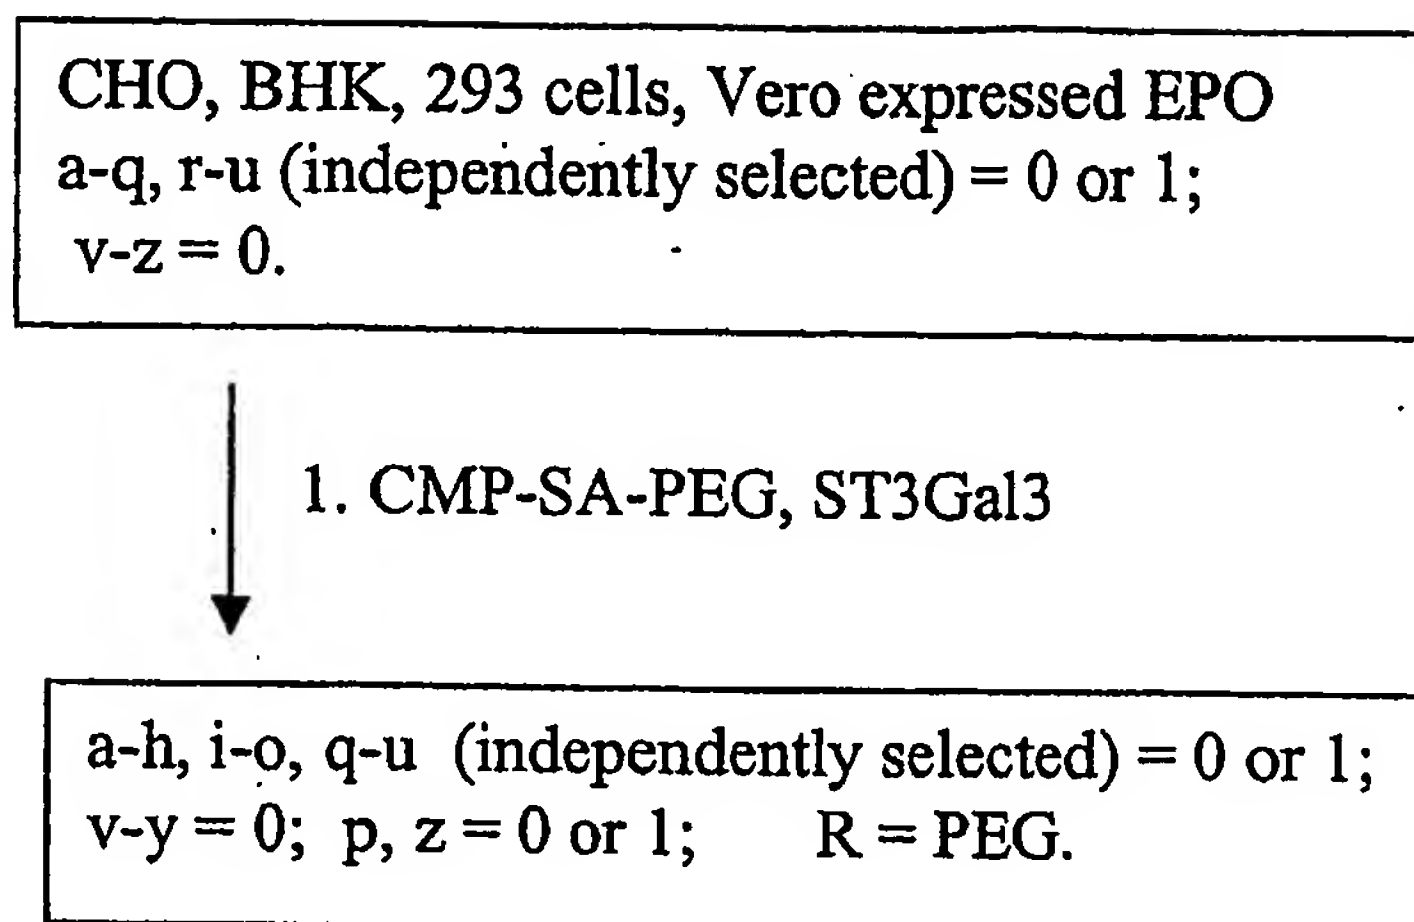 CHO, BHK, 293 cells, Vero expressed EPO
a-q, r-u (independently selected) = 0 or 1;
v-z = 0.
1. CMP-SA-PEG, ST3Gal3
a-h, i-o, q-u (independently selected) = 0 or 1;
v-y = 0; p, z = 0 or 1; R = PEG.